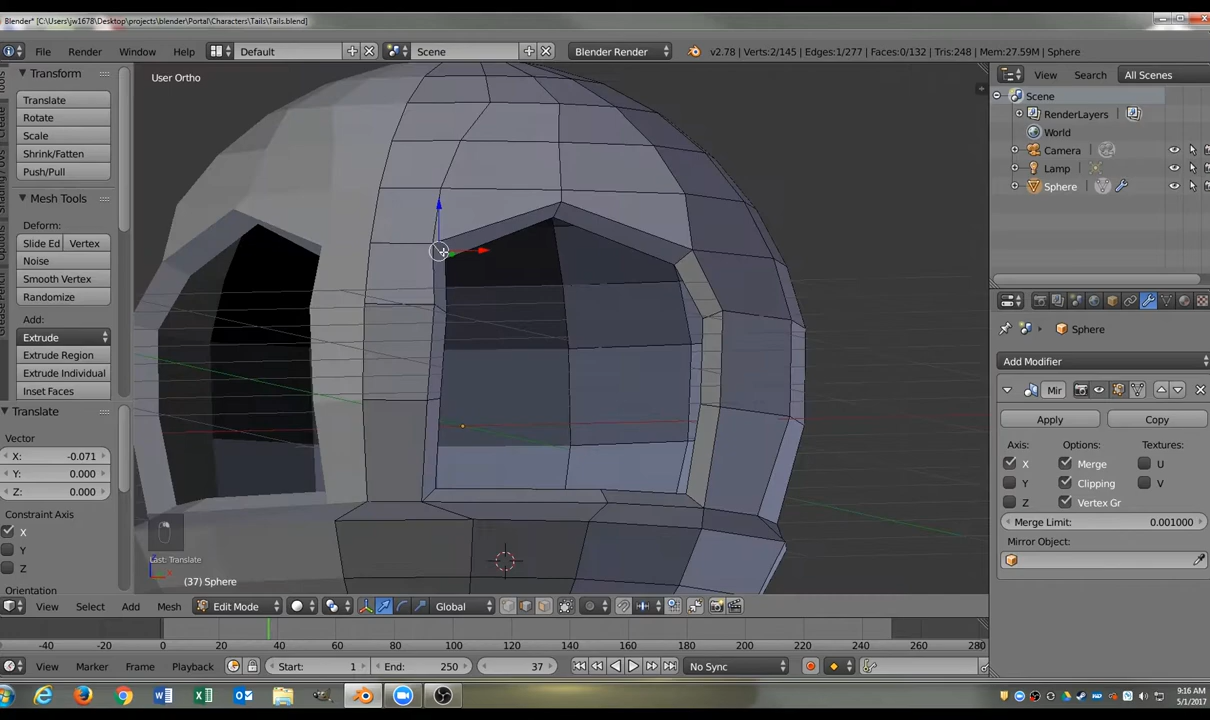 Blender* [C:\Users\jw1678\Desktop\projects\blender\Portal\Characters\Tails\Tails.blend]
File Render Window Help Default Scene Blender Render v2.78 | Verts:2/145 | Edges:1/277 | Faces:0/132 | Tris:248 | Mem:27.59M | Sphere
Transform
Translate
Rotate
Scale
Shrink/Fatten
Push/Pull
Mesh Tools
Deform:
Slide Ed Vertex
Noise
Smooth Vertex
Randomize
Add:
Extrude
Extrude Region
Extrude Individual
Inset Faces
Tools
Create
Shading / UVs
Options
Grease Pencil
Translate
Vector
X: -0.071
Y: 0.000
Z: 0.000
Constraint Axis
X
Y
Z
Orientation
User Ortho
Last: Translate
(37) Sphere
View Search All Scenes
Scene
RenderLayers
World
Camera
Lamp
Sphere
Sphere
Add Modifier
Mir
Apply Copy
Axis: Options: Textures:
X Merge U
Y Clipping V
Z Vertex Gr
Merge Limit: 0.001000
Mirror Object:
View Select Add Mesh Edit Mode Global
-40 -20 0 20 40 60 80 100 120 140 160 180 200 220 240 260 280
View Marker Frame Playback Start: 1 End: 250 37 No Sync
9:16 AM
5/1/2017